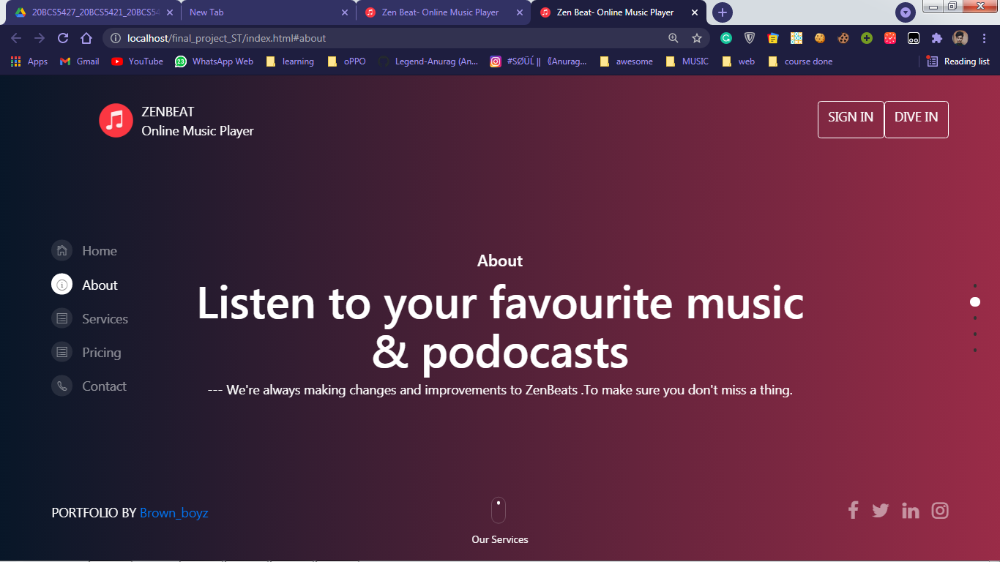 20BCS5427_20BCS5421_20BCS54
New Tab
Zen Beat- Online Music Player
Zen Beat- Online Music Player
localhost/final_project_ST/index.html#about
Apps
Gmail
23
YouTube
WhatsApp Web
learning
oPPO
Legend-Anurag (An...
#SØÜĹ ‖ 《Anurag...
awesome
MUSIC
web
course done
Reading list
ZENBEAT
Online Music Player
SIGN IN
DIVE IN
Home
About
Services
Pricing
Contact
About
Listen to your favourite music
& podocasts
--- We're always making changes and improvements to ZenBeats .To make sure you don't miss a thing.
PORTFOLIO BY Brown_boyz
Our Services